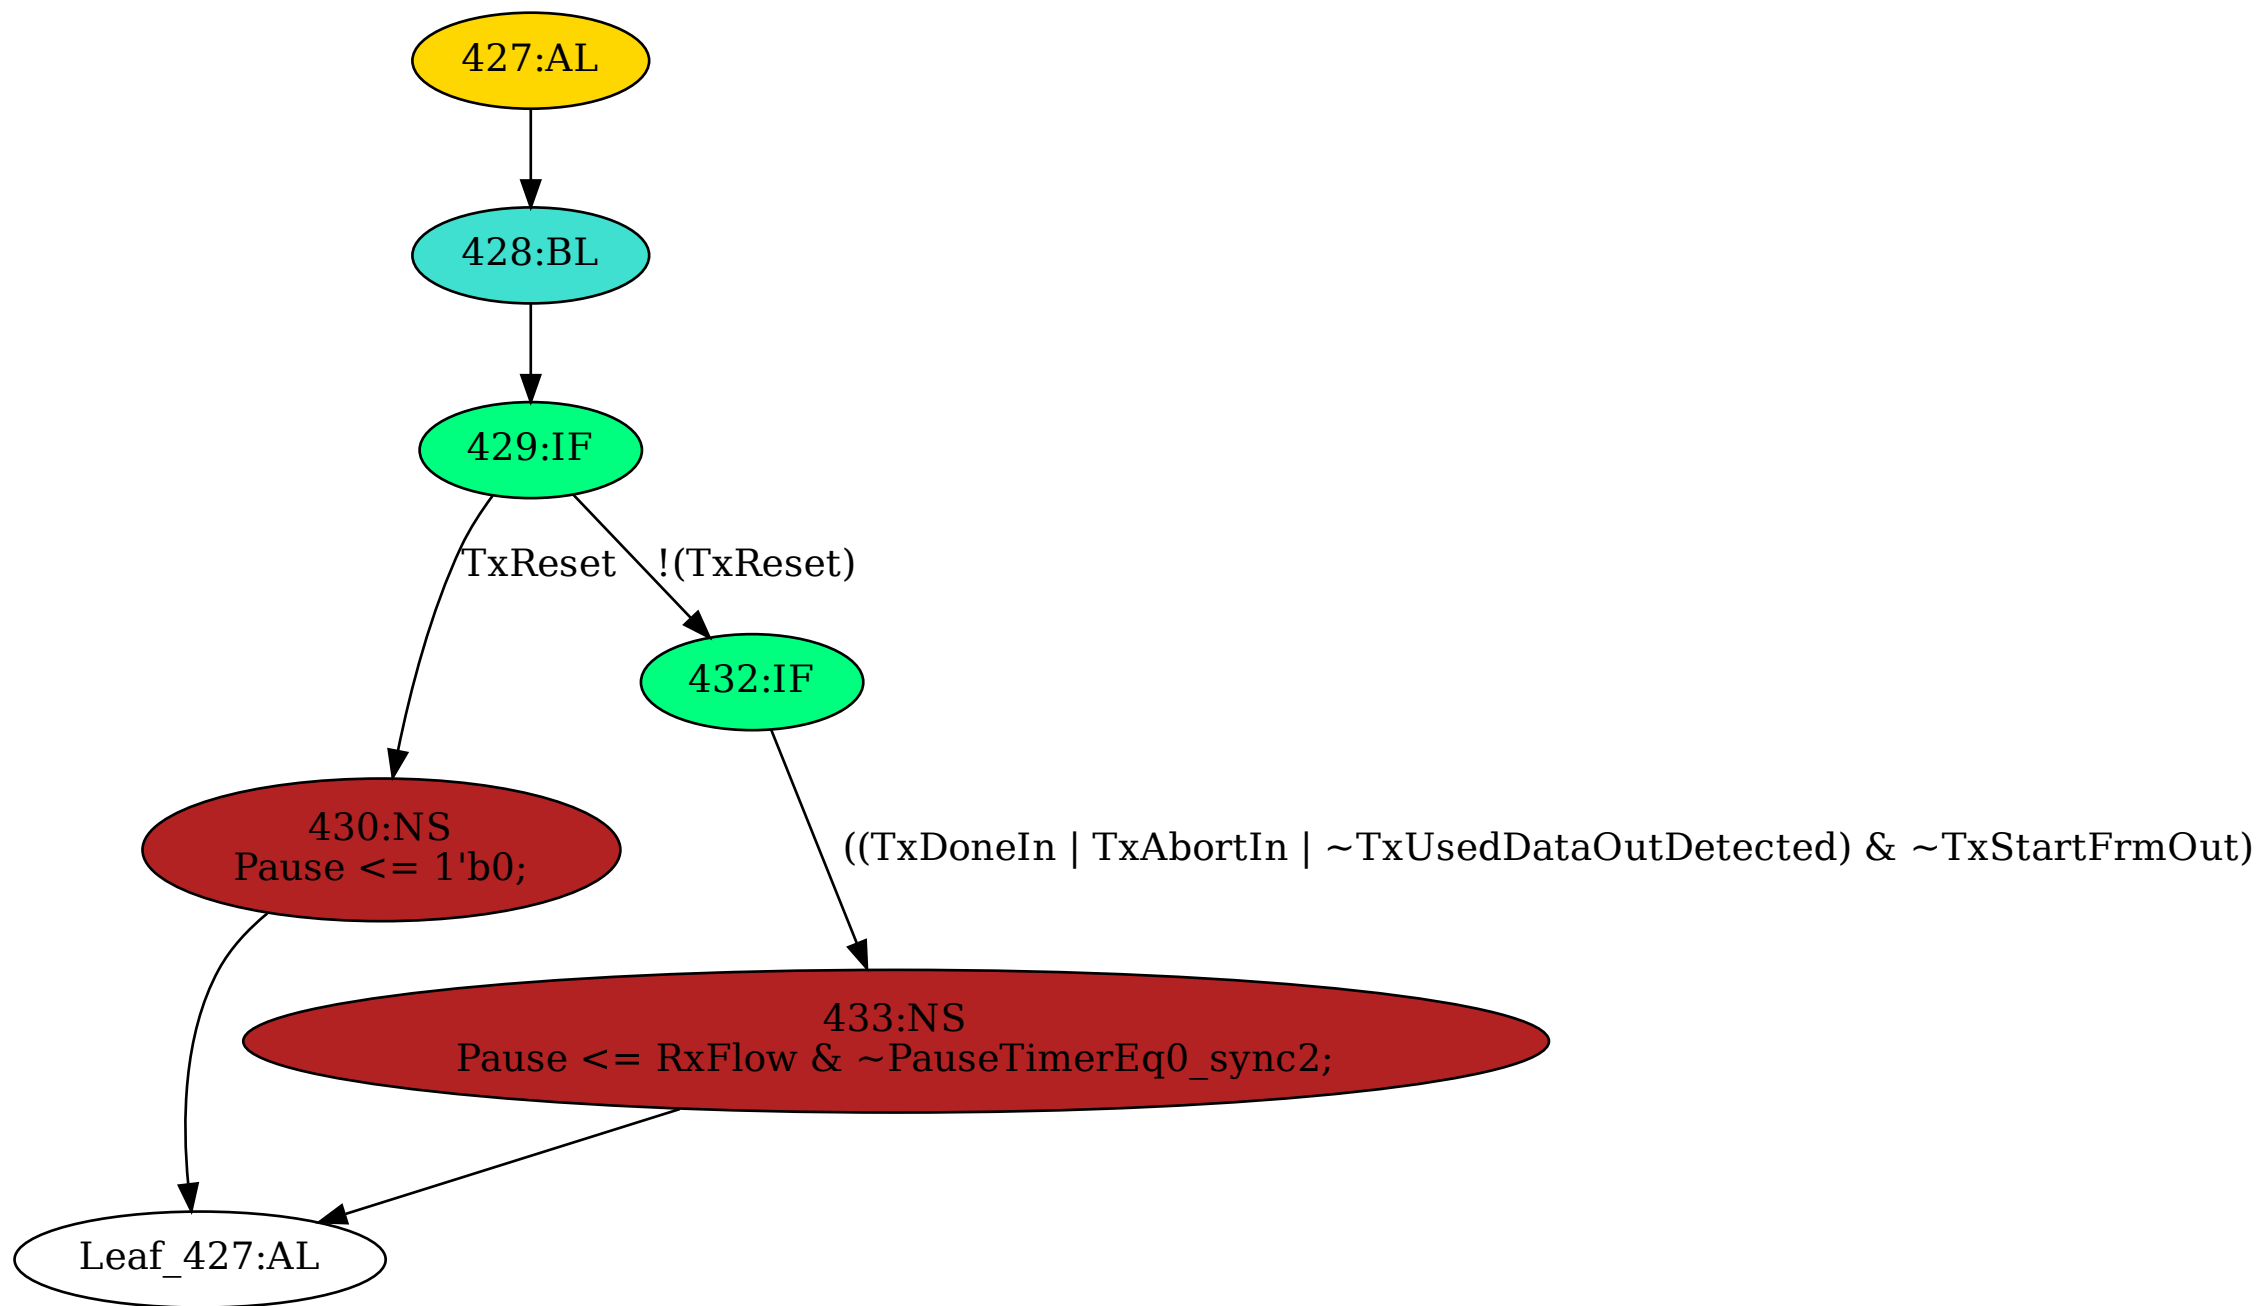 427:AL
428:BL
429:IF
TxReset
!(TxReset)
432:IF
430:NS
Pause <= 1'b0;
((TxDoneIn | TxAbortIn | ~TxUsedDataOutDetected) & ~TxStartFrmOut)
433:NS
Pause <= RxFlow & ~PauseTimerEq0_sync2;
Leaf_427:AL